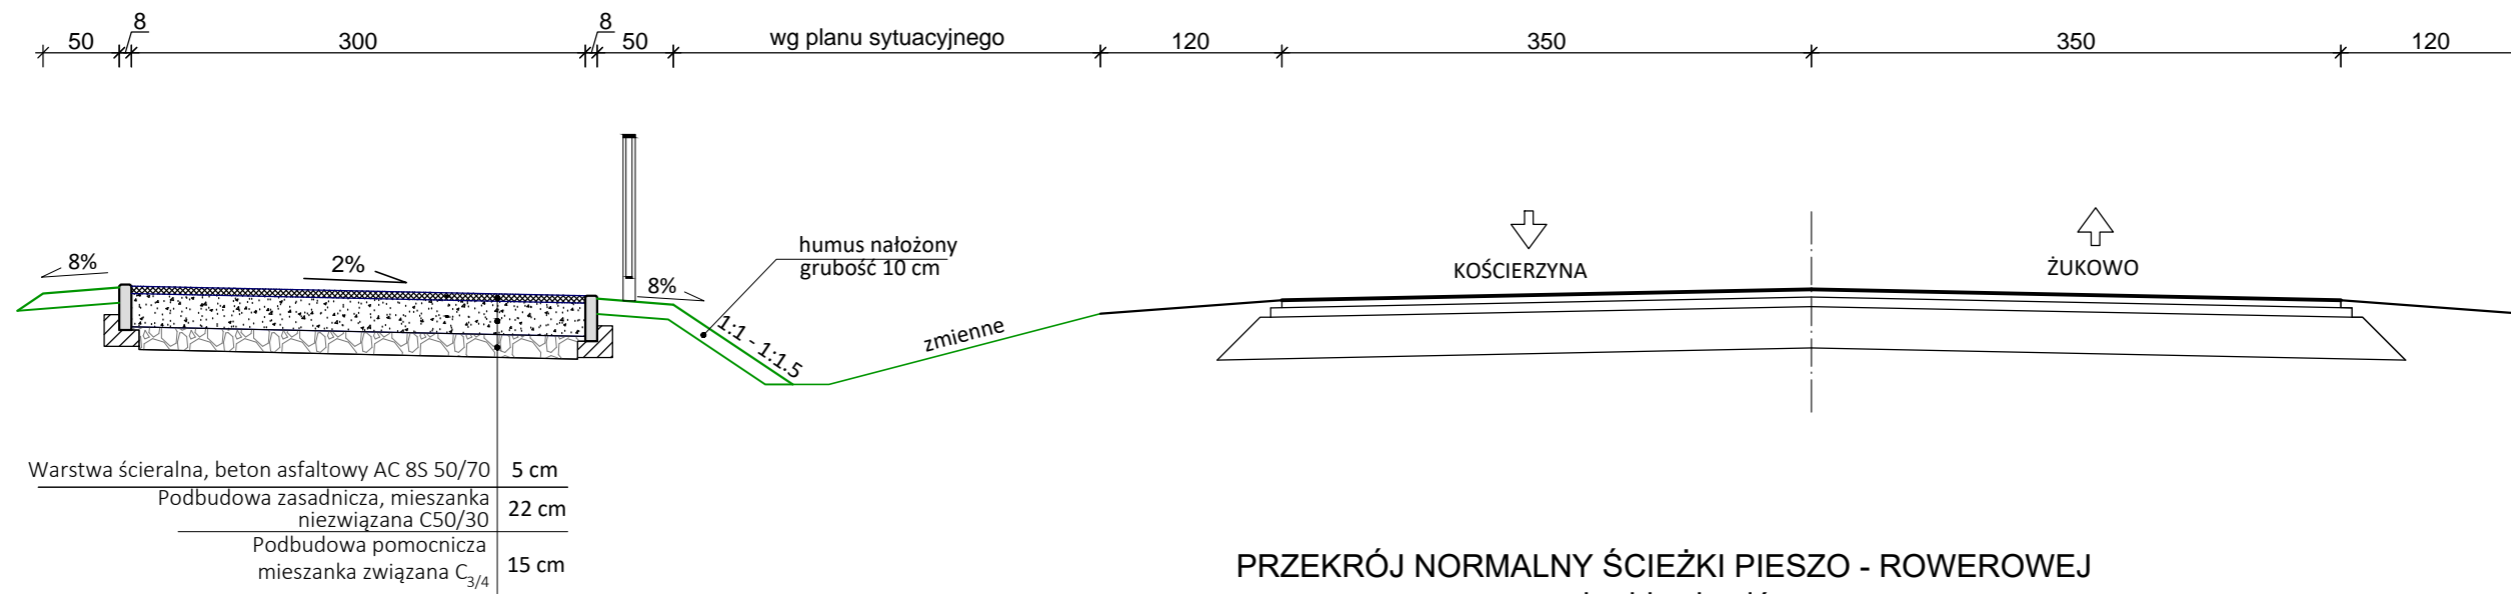 8 8
50 300 50 wg planu sytuacyjnego 120 350 350 120
humus nałożony
grubość 10 cm
8% 2% 8%
KOŚCIERZYNA ŻUKOWO
1:1 - 1:1.5
zmienne
Warstwa ścieralna, beton asfaltowy AC 8S 50/70 5 cm
Podbudowa zasadnicza, mieszanka
niezwiązana C50/30 22 cm
Podbudowa pomocnicza
mieszanka związana C3/4 15 cm
PRZEKRÓJ NORMALNY ŚCIEŻKI PIESZO - ROWEROWEJ